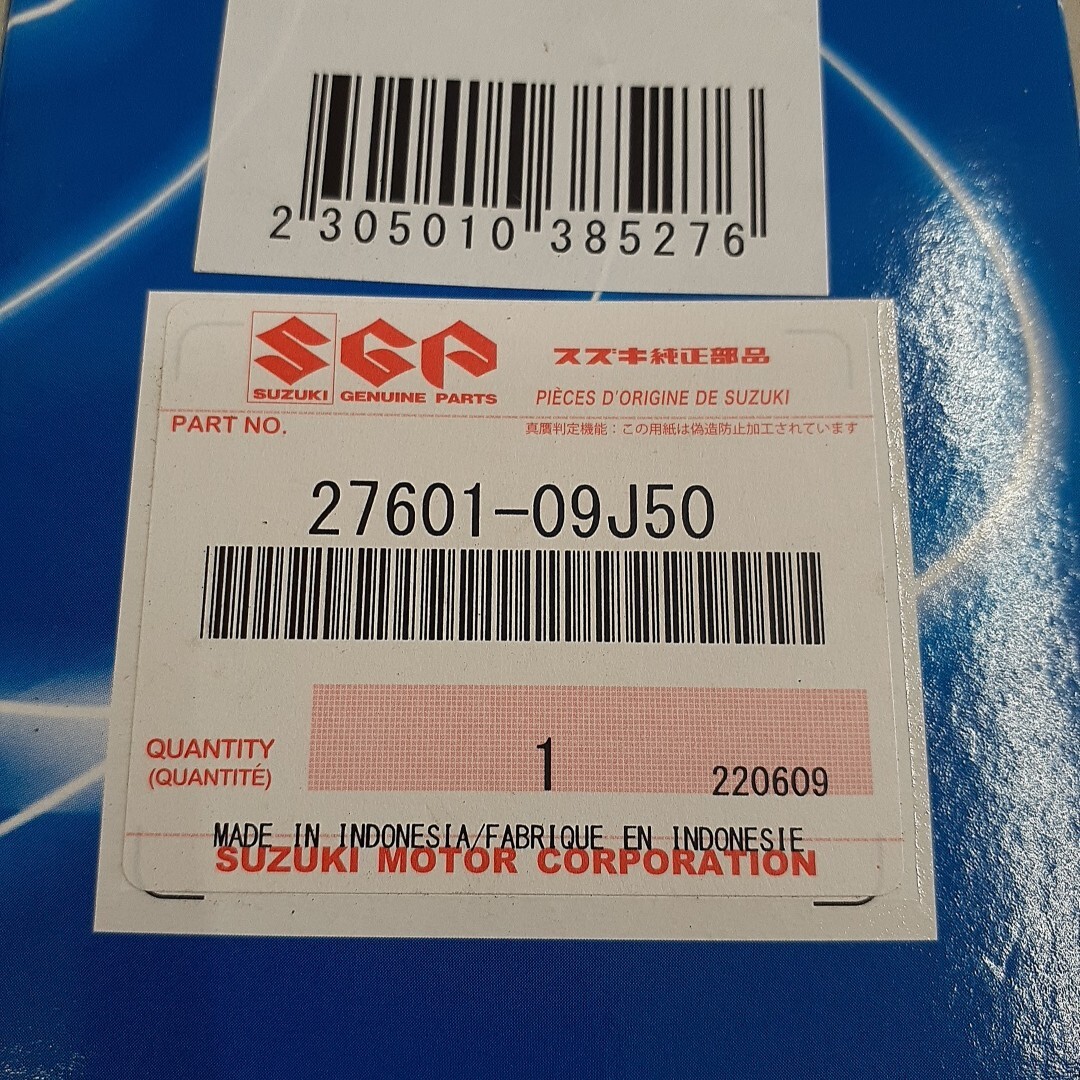 2 305010 385276
SGP
スズキ純正部品
SUZUKI GENUINE PARTS
PIÈCES D'ORIGINE DE SUZUKI
PART NO.
真贋判定機能：この用紙は偽造防止加工されています
27601-09J50
QUANTITY
(QUANTITÉ)
1
220609
MADE IN INDONESIA/FABRIQUE EN INDONESIE
SUZUKI MOTOR CORPORATION